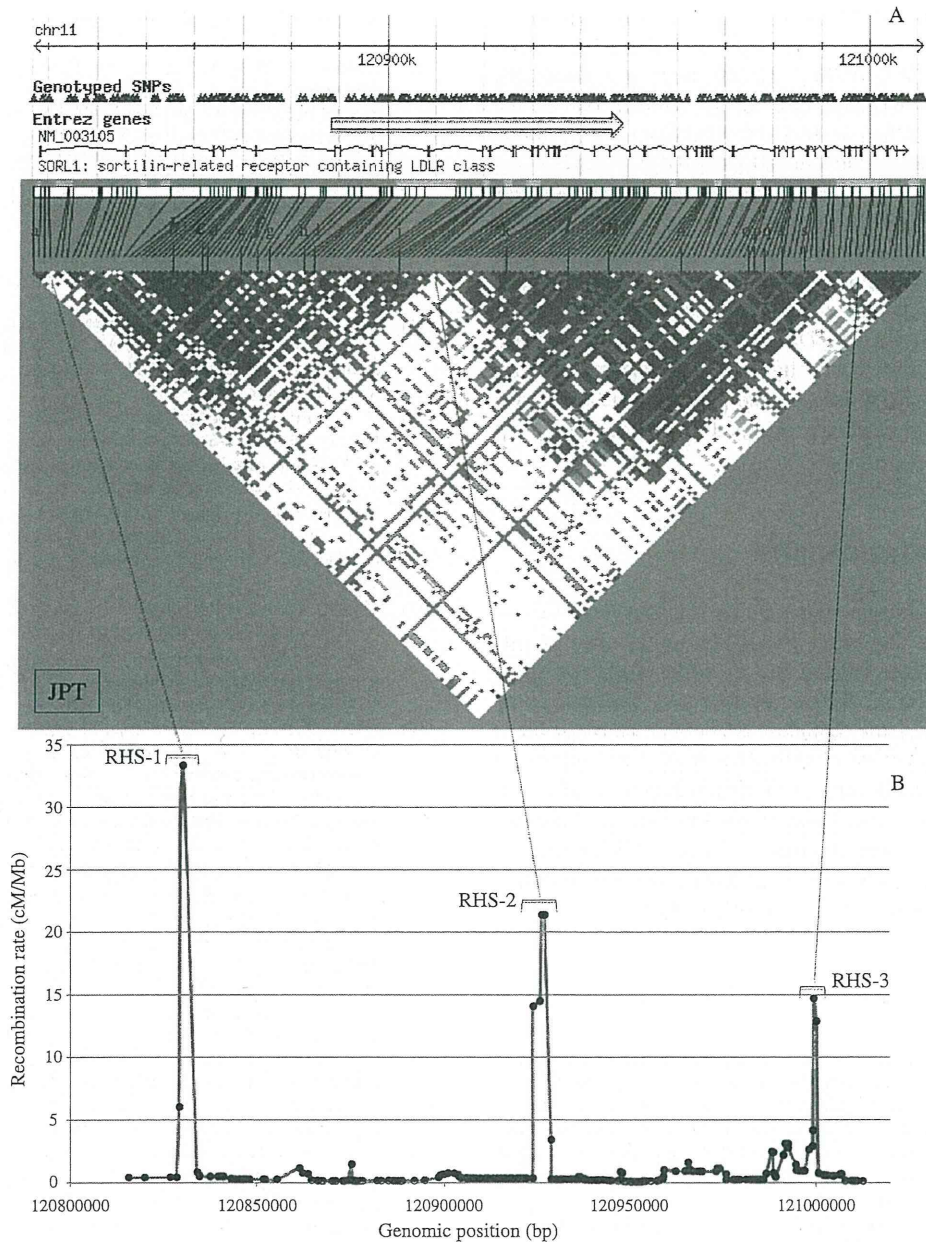 A
chr11
120900k
121000k
Genotyped SNPs
Entrez genes
NM_003105
SORL1: sortilin-related receptor containing LDLR class
JPT
B
35
30
25
20
15
10
5
0
Recombination rate (cM/Mb)
RHS-1
RHS-2
RHS-3
120800000
120850000
120900000
120950000
121000000
Genomic position (bp)